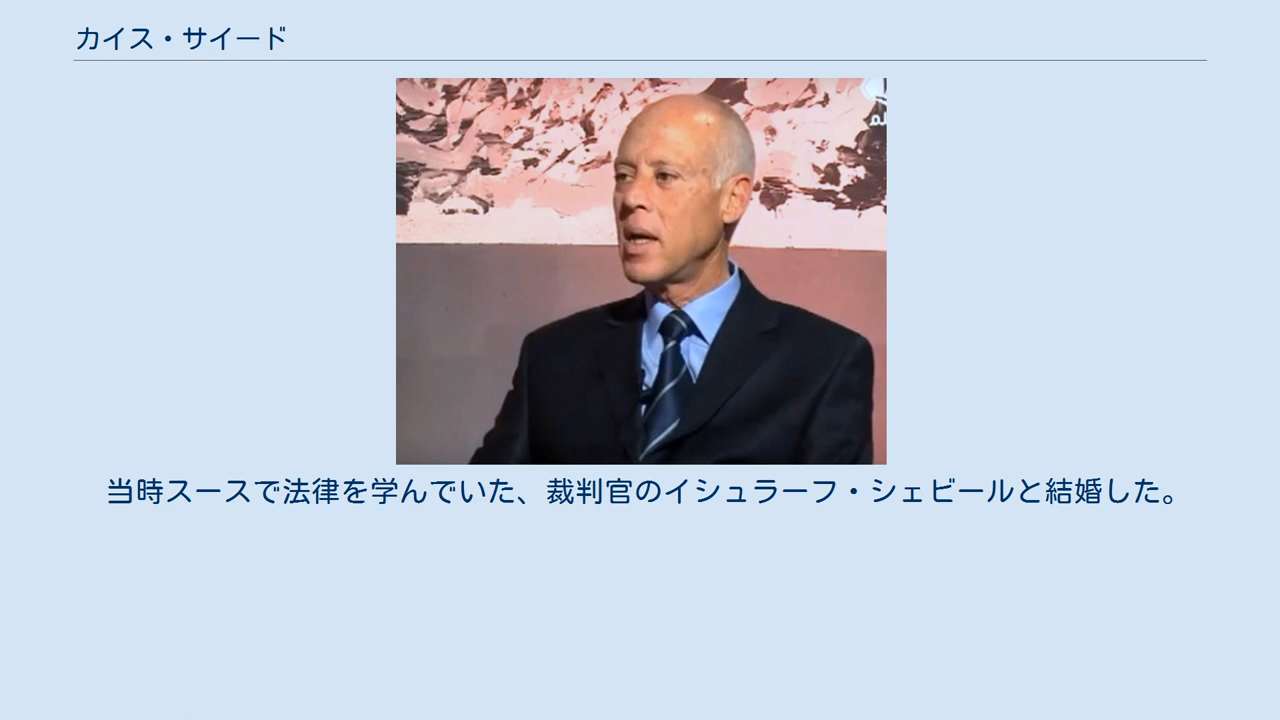 カイス・サイード
当時スースで法律を学んでいた、裁判官のイシュラーフ・シェビールと結婚した。